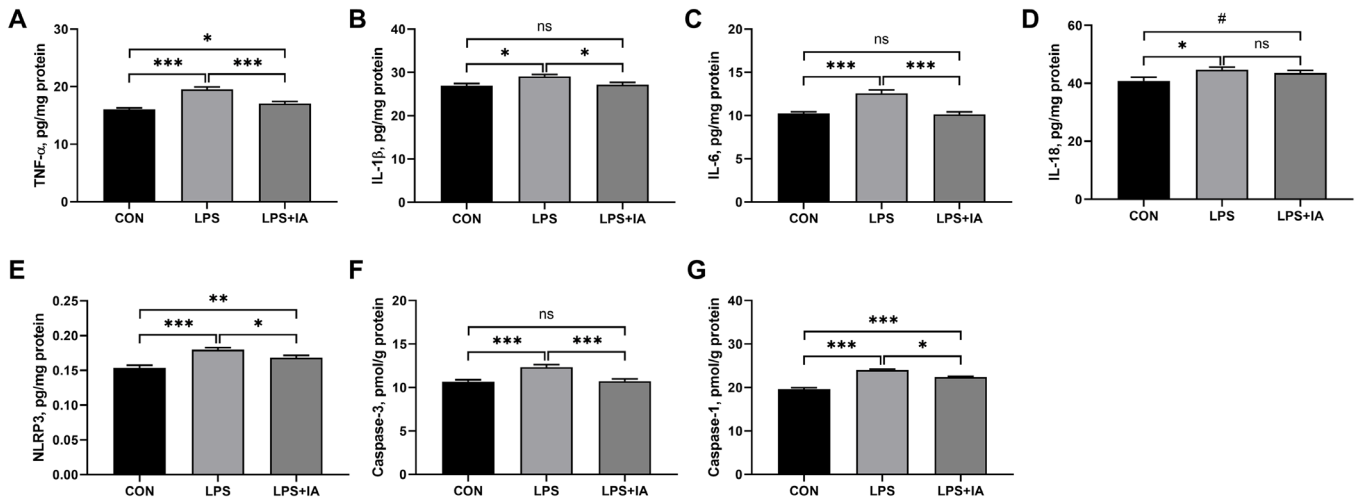 A
TNF-α, pg/mg protein
30
20
10
0
*
***
***
CON
LPS
LPS+IA
B
IL-1β, pg/mg protein
40
30
20
10
0
ns
*
*
CON
LPS
LPS+IA
C
IL-6, pg/mg protein
20
15
10
5
0
ns
***
***
CON
LPS
LPS+IA
D
IL-18, pg/mg protein
60
40
20
0
#
*
ns
CON
LPS
LPS+IA
E
NLRP3, pg/mg protein
0.25
0.20
0.15
0.10
0.05
0.00
**
***
*
CON
LPS
LPS+IA
F
Caspase-3, pmol/g protein
20
15
10
5
0
ns
***
***
CON
LPS
LPS+IA
G
Caspase-1, pmol/g protein
40
30
20
10
0
***
***
*
CON
LPS
LPS+IA